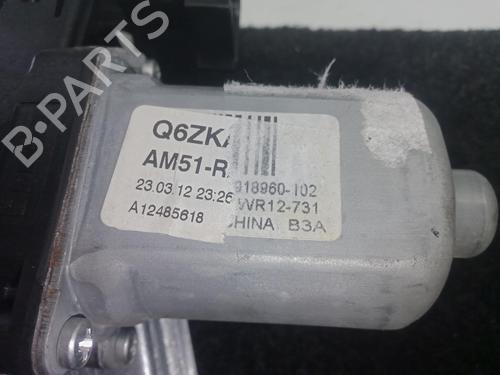 B-PARTS
Q6ZKA
AM51-R
918960-102
23.03.12 23:26
WR12-731
A12485618
CHINA B3A